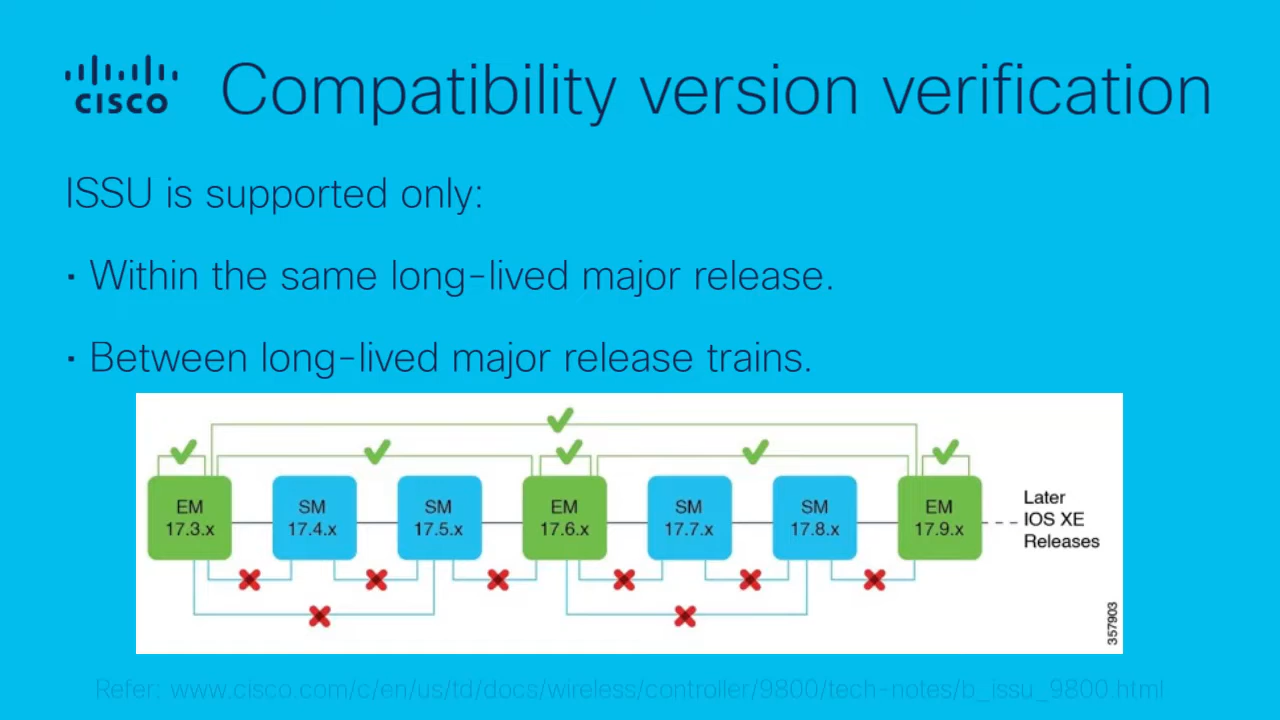 CISCO
Compatibility version verification
ISSU is supported only:
· Within the same long-lived major release.
· Between long-lived major release trains.
EM
17.3.x
SM
17.4.x
SM
17.5.x
EM
17.6.x
SM
17.7.x
SM
17.8.x
EM
17.9.x
Later
IOS XE
Releases
357903
Refer: www.cisco.com/c/en/us/td/docs/wireless/controller/9800/tech-notes/b_issu_9800.html